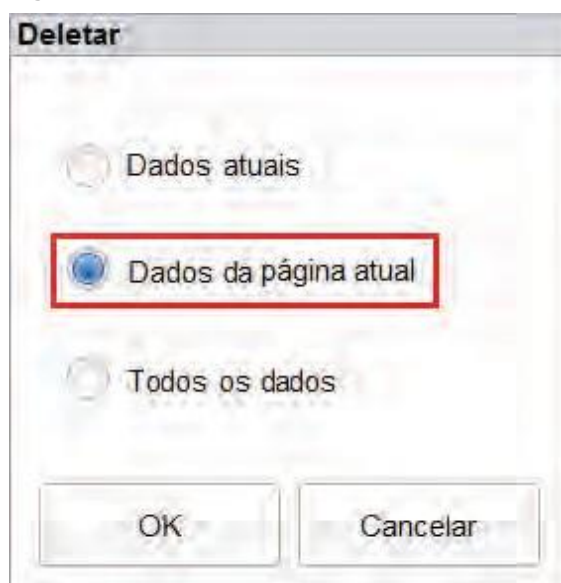 Deletar
Dados atuais
Dados da página atual
Todos os dados
OK
Cancelar